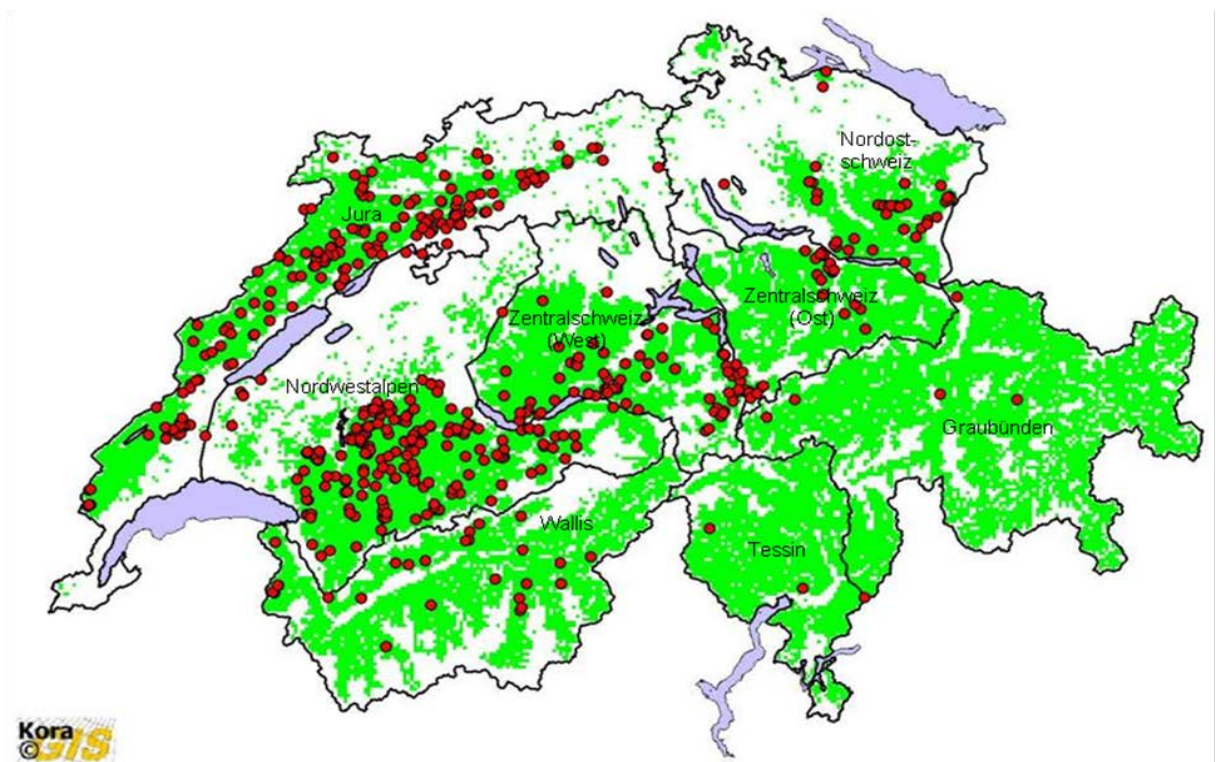 Nordost-
schweiz
Jura
Zentralschweiz
(Ost)
Zentralschweiz
(West)
Nordwestalpen
Graubünden
Wallis
Tessin
Kora
© GIS